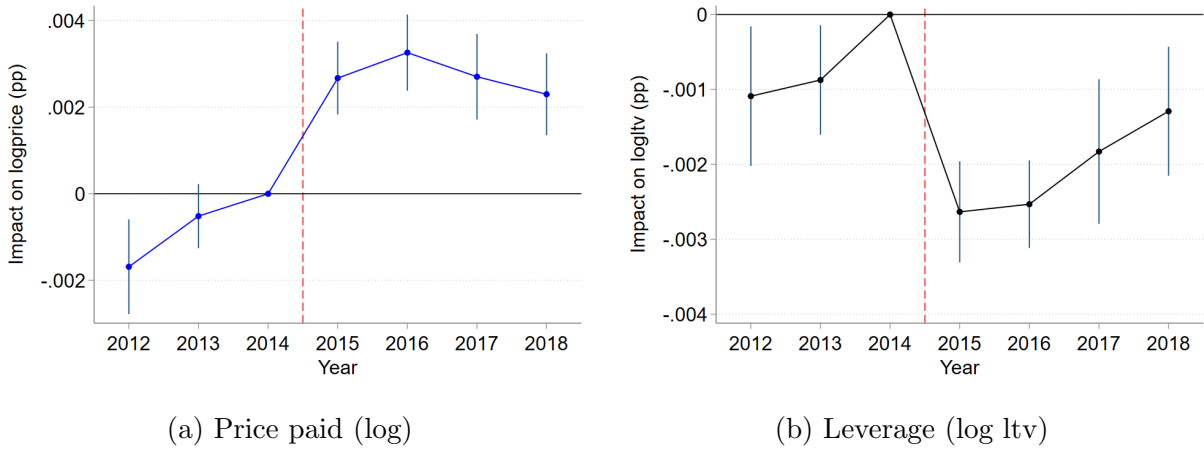 Impact on logprice (pp)
.004
.002
0
-.002
2012 2013 2014 2015 2016 2017 2018
Year
(a) Price paid (log)
Impact on logltv (pp)
0
-.001
-.002
-.003
-.004
2012 2013 2014 2015 2016 2017 2018
Year
(b) Leverage (log ltv)